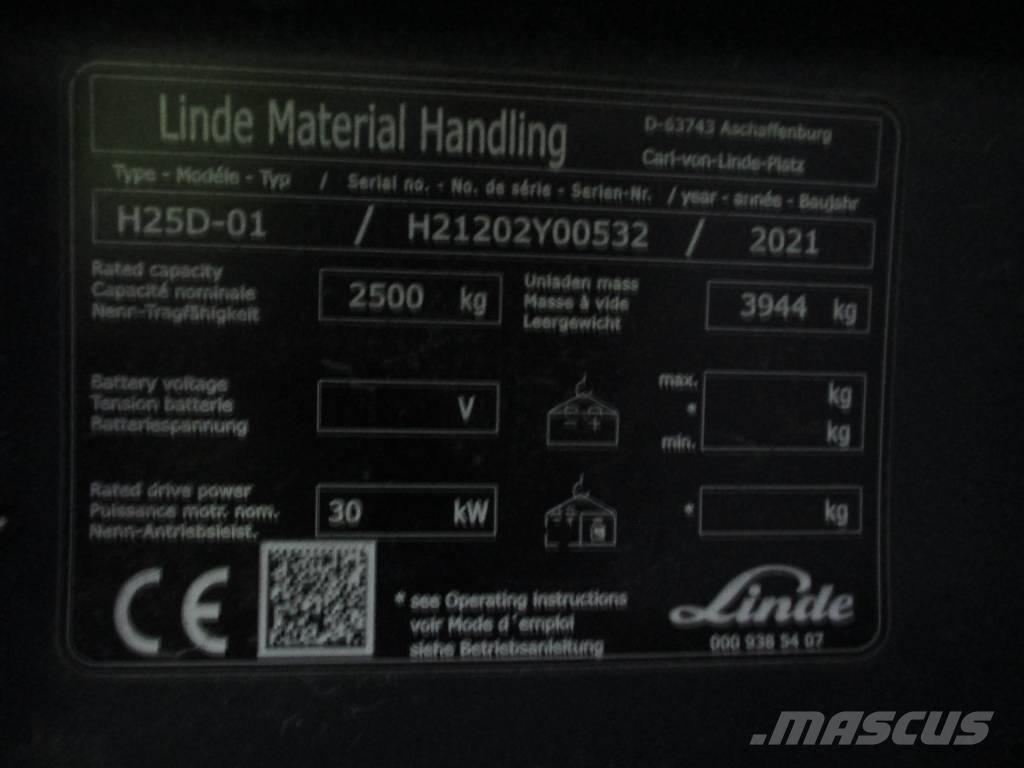 Linde Material Handling
D-63743 Aschaffenburg
Carl-von-Linde-Platz
Type - Modèle - Typ / Serial no. - No. de série - Serien-Nr. / year - année - Baujahr
H25D-01 / H21202Y00532 / 2021
Rated capacity
Capacité nominale
Nenn-Tragfähigkeit
2500 kg
Unladen mass
Masse à vide
Leergewicht
3944 kg
Battery voltage
Tension batterie
Batteriespannung
V
- +
max. kg
*
min. kg
Rated drive power
Puissance motr. nom.
Nenn-Antriebsleist.
30 kW
- +
* kg
CE
* see Operating Instructions
voir Mode d'emploi
siehe Betriebsanleitung
Linde
000 938 54 07
.MASCUS